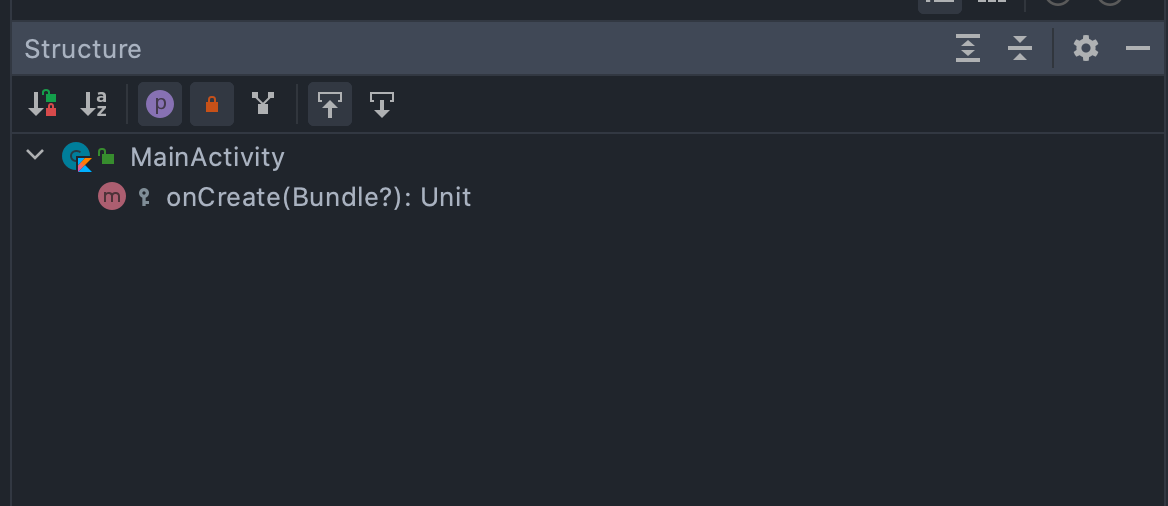 Structure
a
z
p
C
MainActivity
m
onCreate(Bundle?): Unit